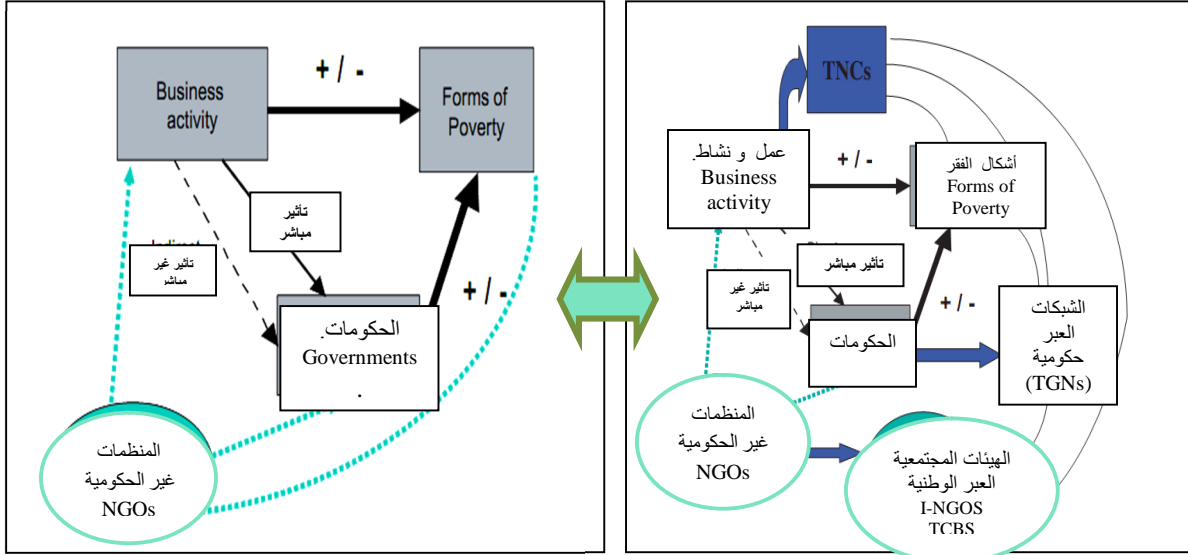 Business
activity
+ / -
Forms of
Poverty
تأثير
مباشر
تأثير غير
مباشر
+ / -
الحكومات.
Governments
.
المنظمات
غير الحكومية
NGOs
TNCs
عمل و نشاط.
Business
activity
+ / -
أشكال الفقر
Forms of
Poverty
تأثير مباشر
تأثير غير
مباشر
+ / -
الحكومات
الشبكات
العبر
حكومية
(TGNs)
المنظمات
غير الحكومية
NGOs
الهيئات المجتمعية
العبر الوطنية
I-NGOS
TCBS